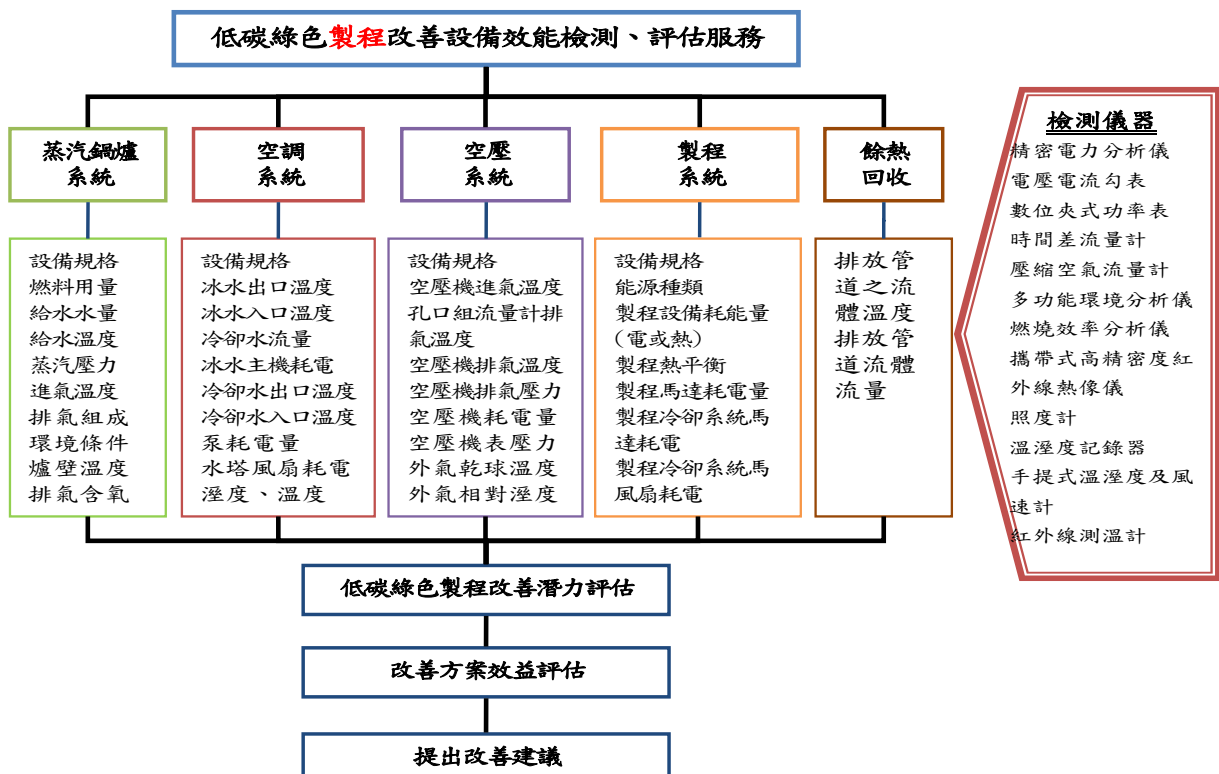 低碳綠色製程改善設備效能檢測、評估服務
蒸汽鍋爐
系統
空調
系統
空壓
系統
製程
系統
餘熱
回收
設備規格
燃料用量
給水水量
給水溫度
蒸汽壓力
進氣溫度
排氣組成
環境條件
爐壁溫度
排氣含氧
設備規格
冰水出口溫度
冰水入口溫度
冷卻水流量
冰水主機耗電
冷卻水出口溫度
冷卻水入口溫度
泵耗電量
水塔風扇耗電
溼度、溫度
設備規格
空壓機進氣溫度
孔口組流量計排
氣溫度
空壓機排氣溫度
空壓機排氣壓力
空壓機耗電量
空壓機表壓力
外氣乾球溫度
外氣相對溼度
設備規格
能源種類
製程設備耗能量
(電或熱)
製程熱平衡
製程馬達耗電量
製程冷卻系統馬
達耗電
製程冷卻系統馬
風扇耗電
排放管
道之流
體溫度
排放管
道流體
流量
檢測儀器
精密電力分析儀
電壓電流勾表
數位夾式功率表
時間差流量計
壓縮空氣流量計
多功能環境分析儀
燃燒效率分析儀
攜帶式高精密度紅
外線熱像儀
照度計
溫溼度記錄器
手提式溫溼度及風
速計
紅外線測溫計
低碳綠色製程改善潛力評估
改善方案效益評估
提出改善建議